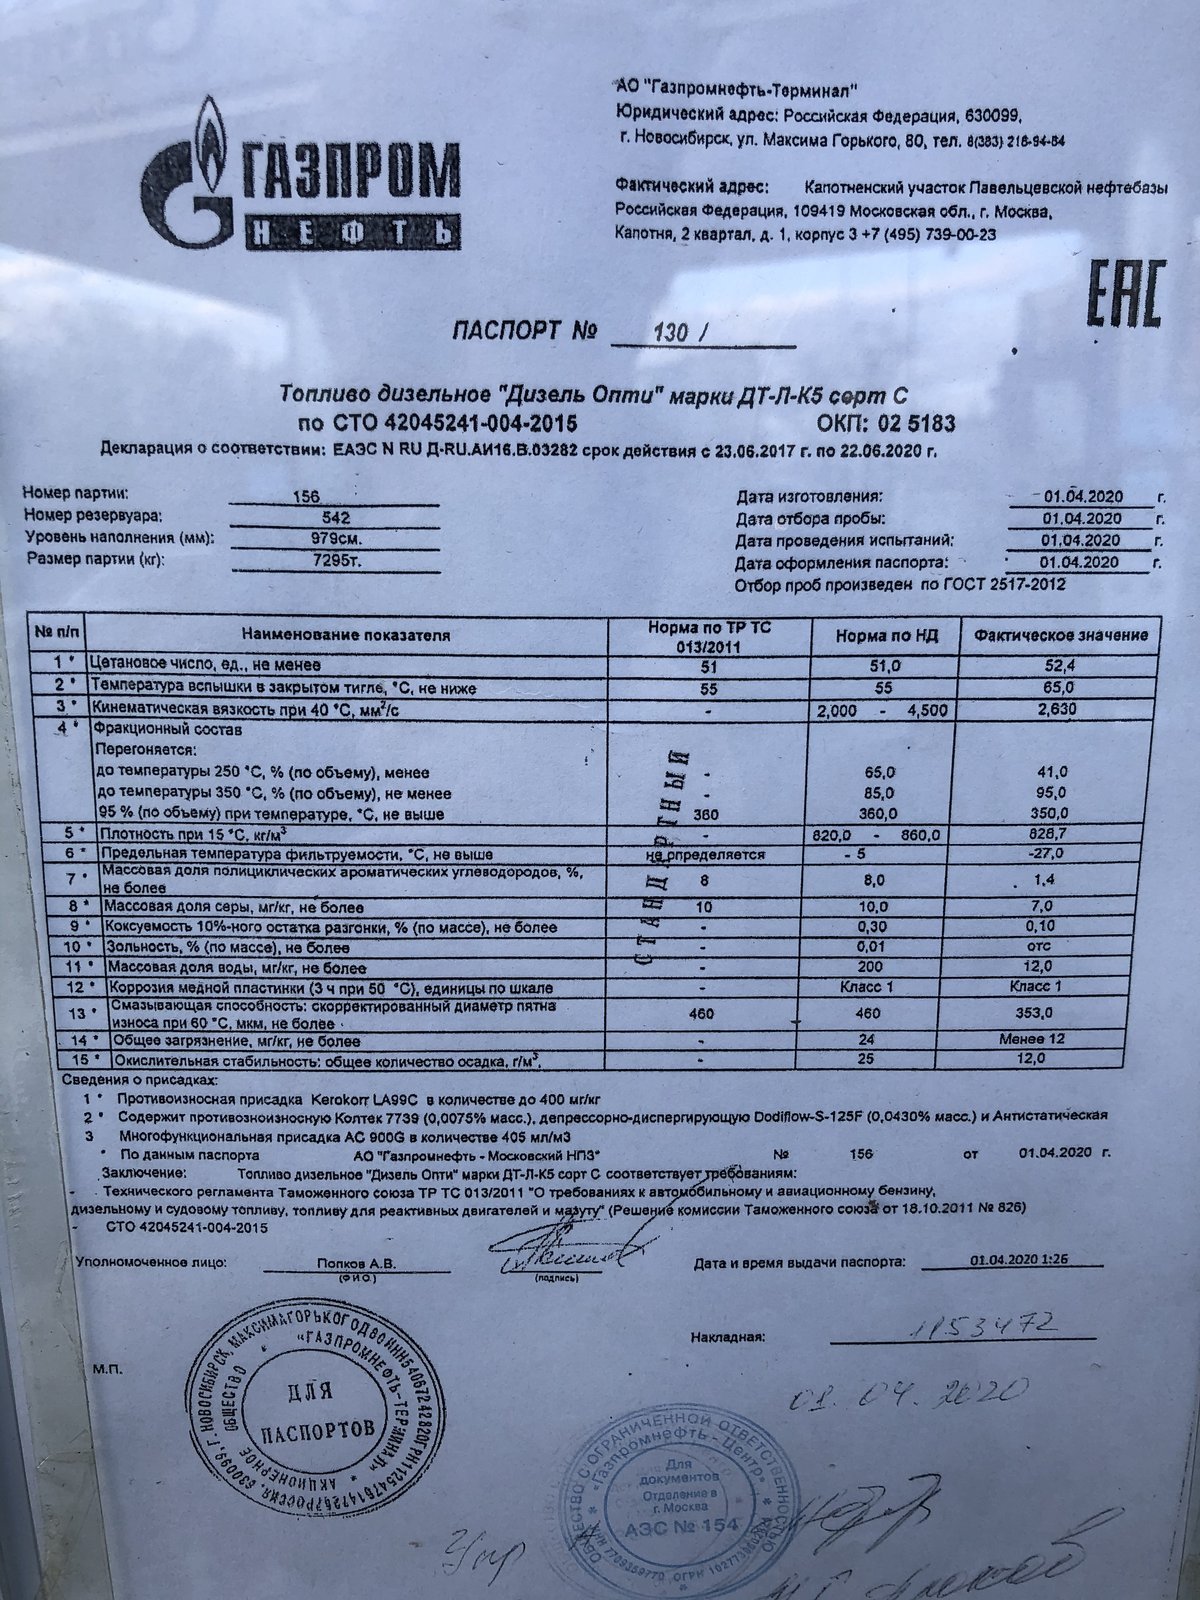 ГАЗПРОМ
НЕФТЬ
АО "Газпромнефть-Терминал"
Юридический адрес: Российская Федерация, 630099,
г. Новосибирск, ул. Максима Горького, 80, тел. 8(383) 218-94-84
Фактический адрес: Капотненский участок Павельцевской нефтебазы
Российская Федерация, 109419 Московская обл., г. Москва,
Капотня, 2 квартал, д. 1, корпус 3 +7 (495) 739-00-23
ЕАС
ПАСПОРТ № 130 /
Топливо дизельное "Дизель Опти" марки ДТ-Л-К5 сорт С
по СТО 42045241-004-2015 ОКП: 02 5183
Декларация о соответствии: ЕАЭС N RU Д-RU.АИ16.В.03282 срок действия с 23.06.2017 г. по 22.06.2020 г.
Номер партии: 156 Дата изготовления: 01.04.2020 г.
Номер резервуара: 542 Дата отбора пробы: 01.04.2020 г.
Уровень наполнения (мм): 979см. Дата проведения испытаний: 01.04.2020 г.
Размер партии (кг): 7295т. Дата оформления паспорта: 01.04.2020 г.
Отбор проб произведен по ГОСТ 2517-2012
№ п/п Наименование показателя Норма по ТР ТС 013/2011 Норма по НД Фактическое значение
1 * Цетановое число, ед., не менее 51 51,0 52,4
2 * Температура вспышки в закрытом тигле, °С, не ниже 55 55 65,0
3 * Кинематическая вязкость при 40 °С, мм²/с - 2,000 - 4,500 2,630
4 * Фракционный состав
Перегоняется:
до температуры 250 °С, % (по объему), менее - 65,0 41,0
до температуры 350 °С, % (по объему), не менее - 85,0 95,0
95 % (по объему) при температуре, °С, не выше 360 360,0 350,0
5 * Плотность при 15 °С, кг/м³ - 820,0 - 860,0 828,7
6 * Предельная температура фильтруемости, °С, не выше не определяется - 5 -27,0
7 * Массовая доля полициклических ароматических углеводородов, %, 8 8,0 1,4
не более
8 * Массовая доля серы, мг/кг, не более 10 10,0 7,0
9 * Коксуемость 10%-ного остатка разгонки, % (по массе), не более - 0,30 0,10
10 * Зольность, % (по массе), не более - 0,01 отс
11 * Массовая доля воды, мг/кг, не более - 200 12,0
12 * Коррозия медной пластинки (3 ч при 50 °С), единицы по шкале - Класс 1 Класс 1
13 * Смазывающая способность: скорректированный диаметр пятна 460 460 353,0
износа при 60 °С, мкм, не более
14 * Общее загрязнение, мг/кг, не более - 24 Менее 12
15 * Окислительная стабильность: общее количество осадка, г/м³, - 25 12,0
СТАНДАРТНЫЙ
Сведения о присадках:
1 * Противоизносная присадка Kerokorr LA99C в количестве до 400 мг/кг
2 * Содержит противозноизносную Колтек 7739 (0,0075% масс.), депрессорно-диспергирующую Dodiflow-S-125F (0,0430% масс.) и Антистатическая
3 Многофункциональная присадка АС 900G в количестве 405 мл/м3
* По данным паспорта АО "Газпромнефть - Московский НПЗ" № 156 от 01.04.2020 г.
Заключение: Топливо дизельное "Дизель Опти" марки ДТ-Л-К5 сорт С соответствует требованиям:
- Технического регламента Таможенного союза ТР ТС 013/2011 "О требованиях к автомобильному и авиационному бензину,
дизельному и судовому топливу, топливу для реактивных двигателей и мазуту" (Решение комиссии Таможенного союза от 18.10.2011 № 826)
- СТО 42045241-004-2015
Уполномоченное лицо: Попков А.В. Дата и время выдачи паспорта: 01.04.2020 1:26
(Ф.И.О.) (подпись)
Накладная: 1153472
М.П.
01.04.2020
АКЦИОНЕРНОЕ ОБЩЕСТВО «ГАЗПРОМНЕФТЬ-ТЕРМИНАЛ»
ДЛЯ
ПАСПОРТОВ
ОБЩЕСТВО С ОГРАНИЧЕННОЙ ОТВЕТСТВЕННОСТЬЮ
«Газпромнефть - Центр»
Для
документов
Отделение в
г. Москва
АЗС № 154
Упр